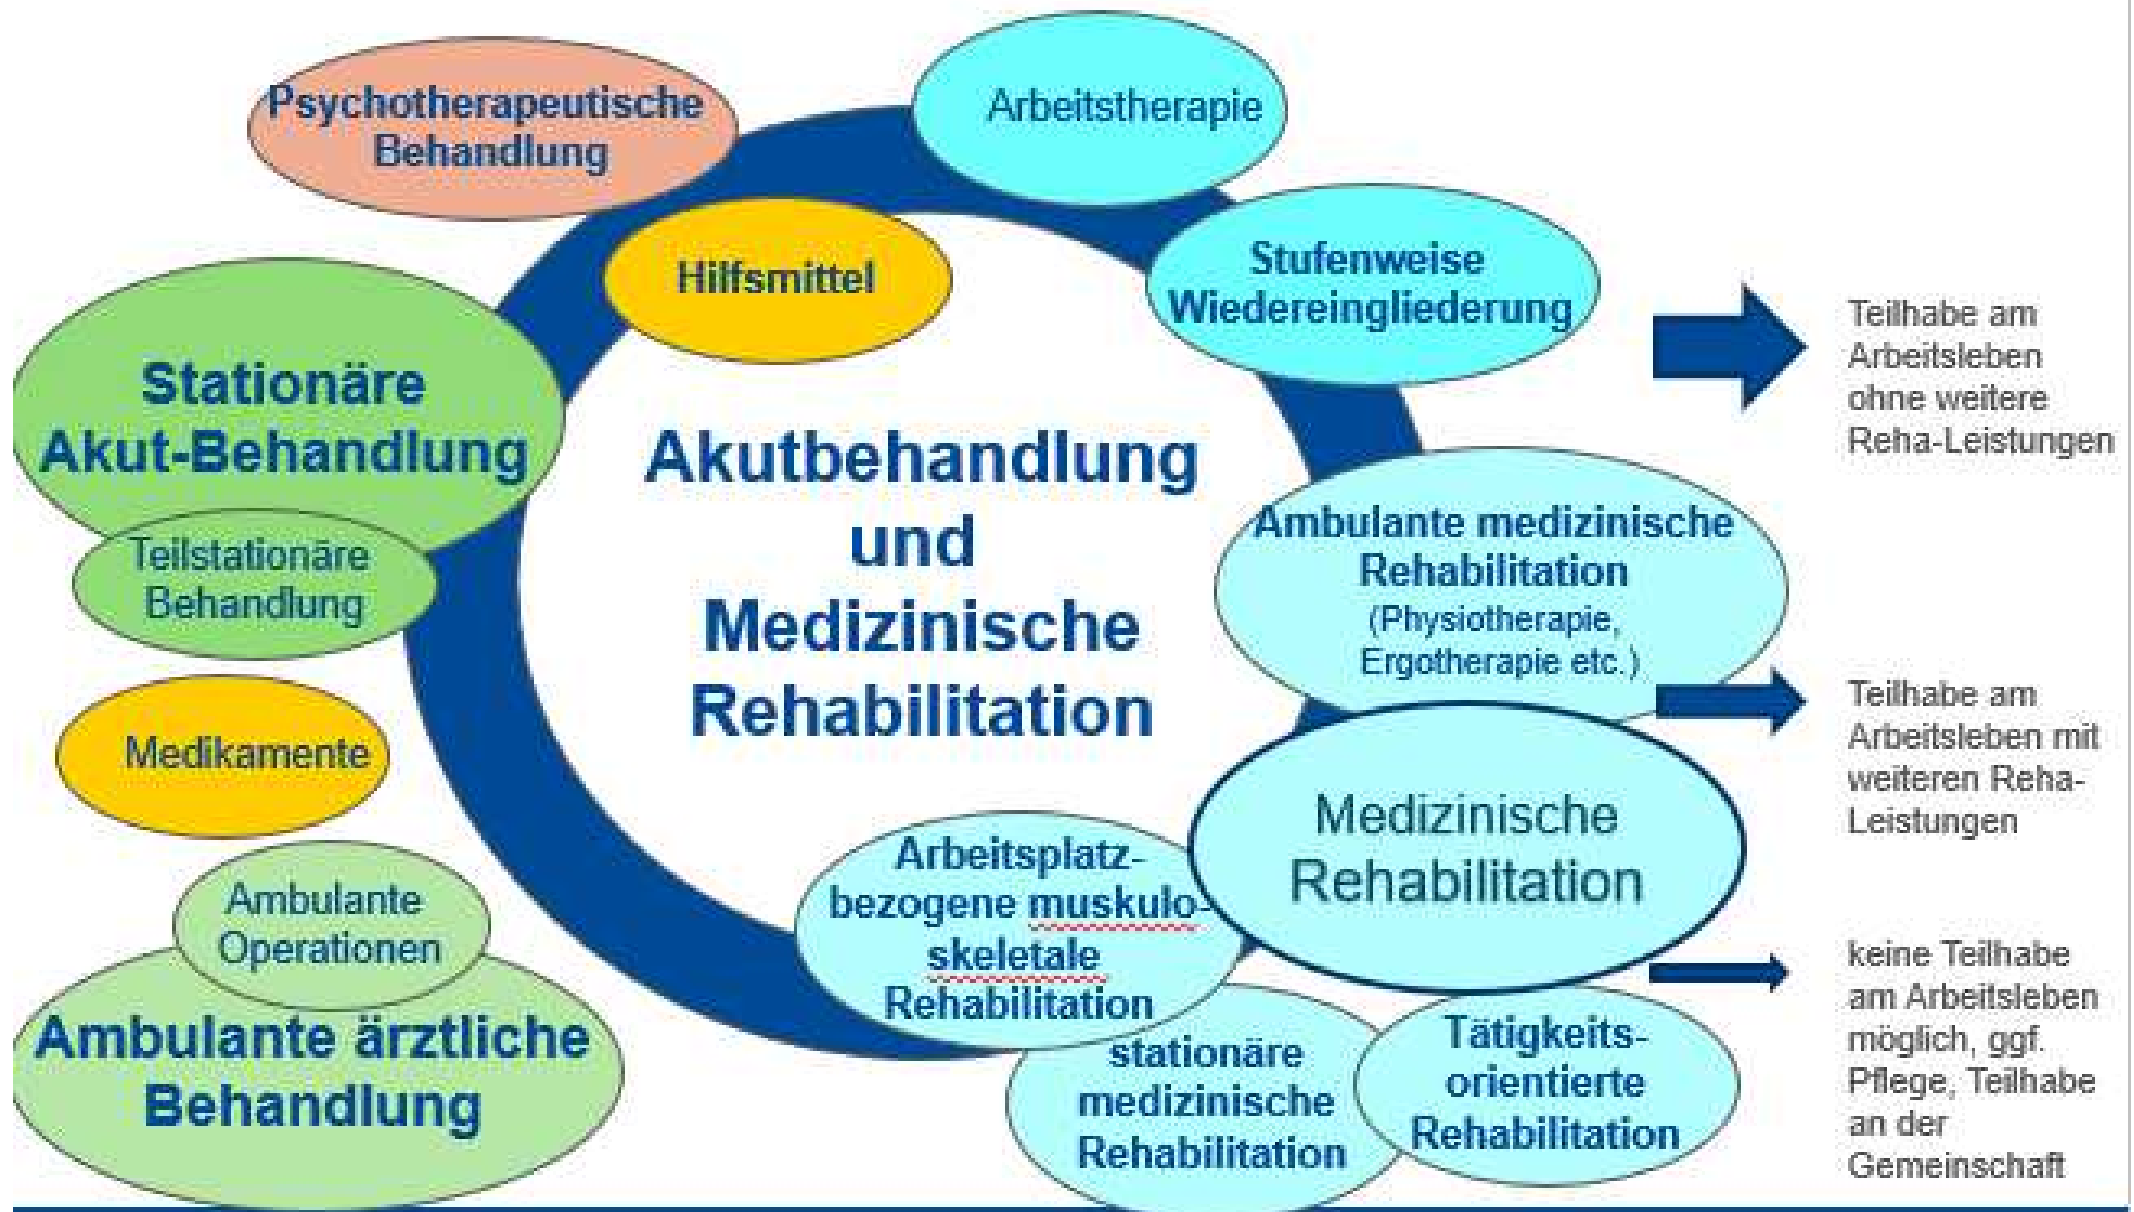 Psychotherapeutische
Behandlung
Arbeitstherapie
Hilfsmittel
Stufenweise
Wiedereingliederung
Stationäre
Akut-Behandlung
Teilstationäre
Behandlung
Medikamente
Ambulante
Operationen
Ambulante ärztliche
Behandlung
Akutbehandlung
und
Medizinische
Rehabilitation
Ambulante medizinische
Rehabilitation
(Physiotherapie,
Ergotherapie etc.)
Medizinische
Rehabilitation
Arbeitsplatz-
bezogene muskulo-
skeletale
Rehabilitation
stationäre
medizinische
Rehabilitation
Tätigkeits-
orientierte
Rehabilitation
Teilhabe am
Arbeitsleben
ohne weitere
Reha-Leistungen
Teilhabe am
Arbeitsleben mit
weiteren Reha-
Leistungen
keine Teilhabe
am Arbeitsleben
möglich, ggf.
Pflege, Teilhabe
an der
Gemeinschaft